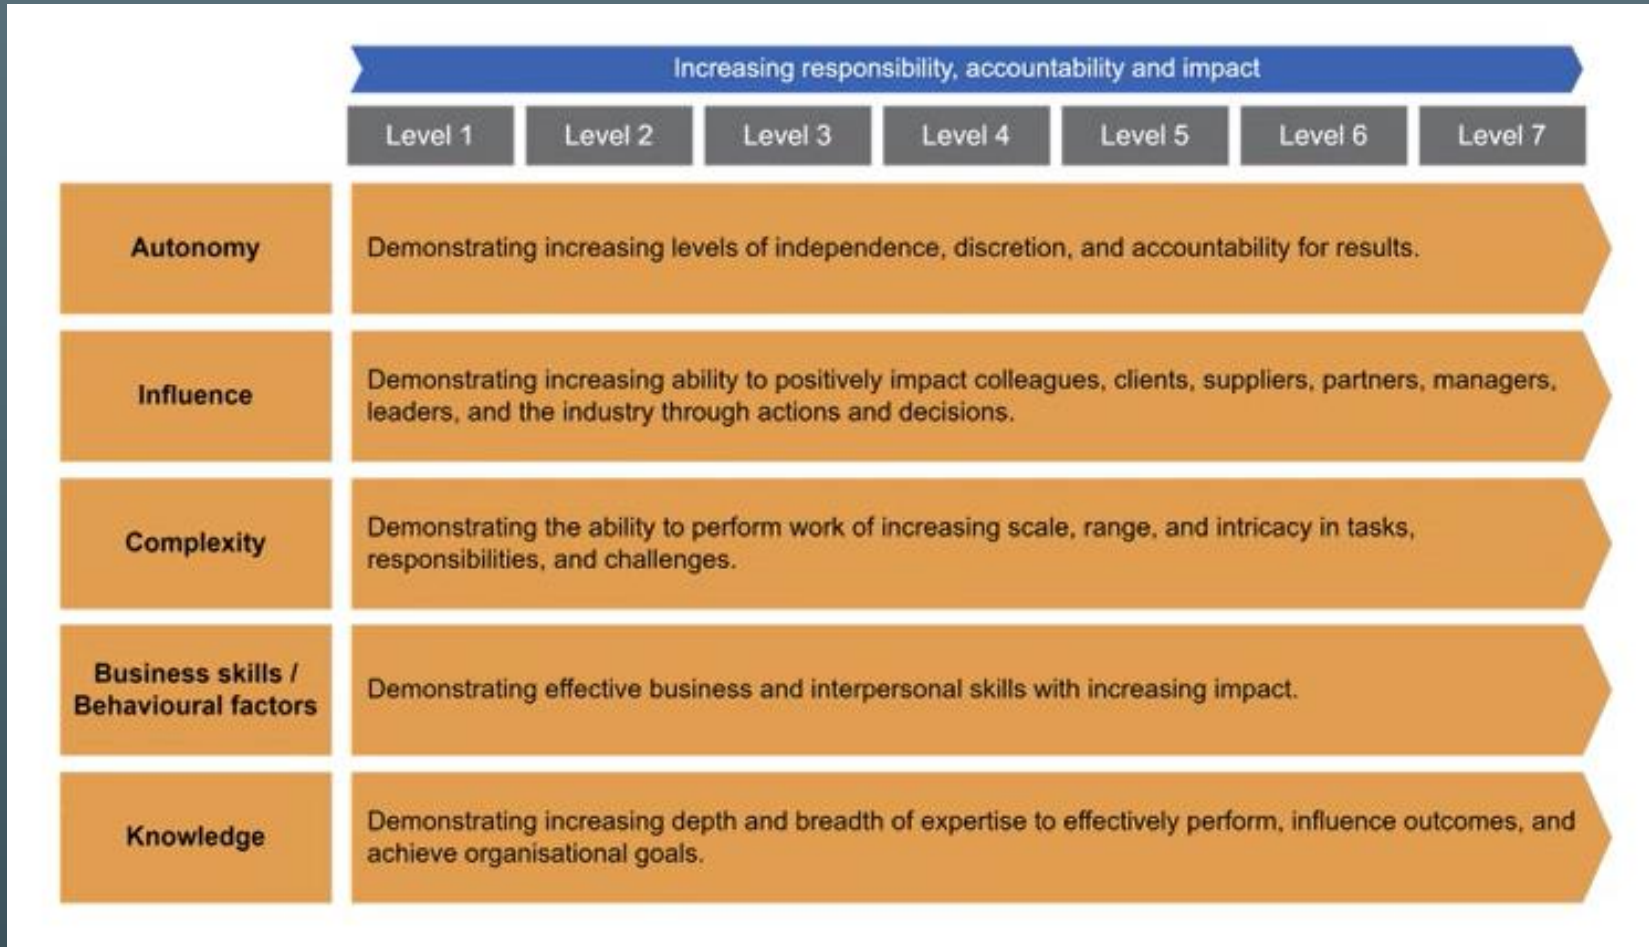 Increasing responsibility, accountability and impact
Level 1
Level 2
Level 3
Level 4
Level 5
Level 6
Level 7
Autonomy
Demonstrating increasing levels of independence, discretion, and accountability for results.
Influence
Demonstrating increasing ability to positively impact colleagues, clients, suppliers, partners, managers,
leaders, and the industry through actions and decisions.
Complexity
Demonstrating the ability to perform work of increasing scale, range, and intricacy in tasks,
responsibilities, and challenges.
Business skills /
Behavioural factors
Demonstrating effective business and interpersonal skills with increasing impact.
Knowledge
Demonstrating increasing depth and breadth of expertise to effectively perform, influence outcomes, and
achieve organisational goals.